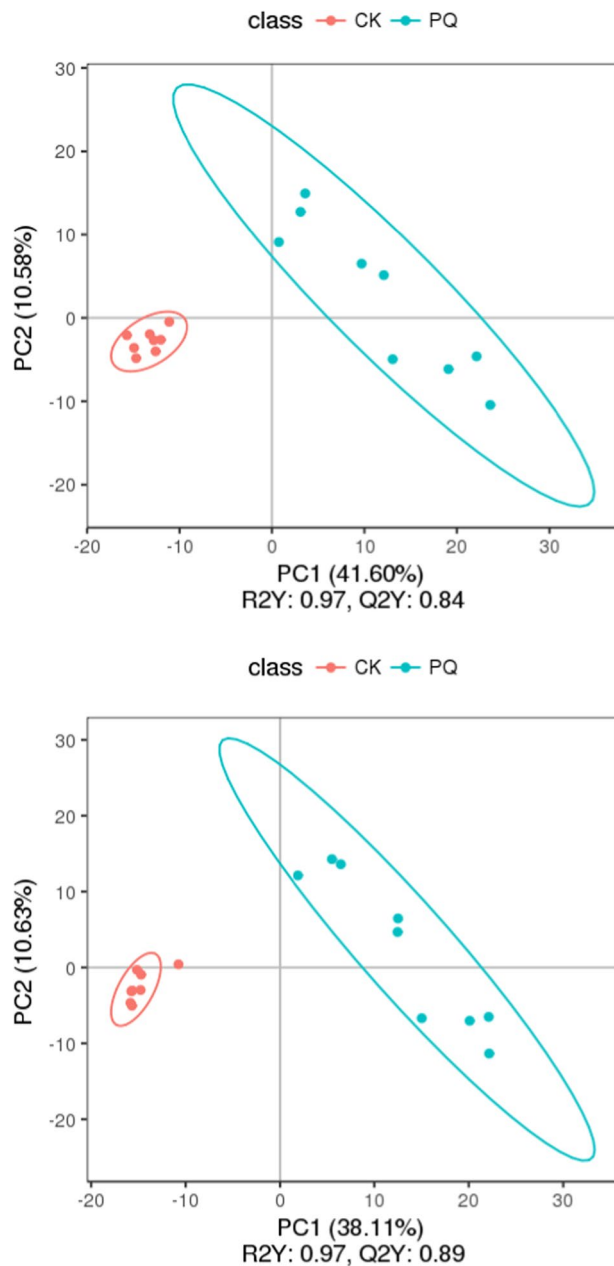 class CK PQ
30
20
10
0
-10
-20
PC2 (10.58%)
-20 -10 0 10 20 30
PC1 (41.60%)
R2Y: 0.97, Q2Y: 0.84
class CK PQ
30
20
10
0
-10
-20
PC2 (10.63%)
-20 -10 0 10 20 30
PC1 (38.11%)
R2Y: 0.97, Q2Y: 0.89